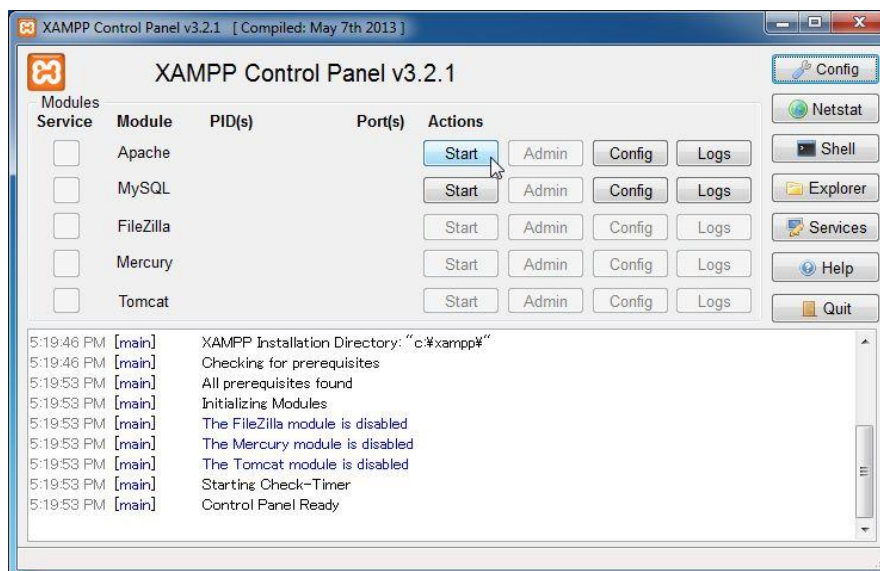 XAMPP Control Panel v3.2.1 [ Compiled: May 7th 2013 ]
XAMPP Control Panel v3.2.1
Config
Modules
Service Module PID(s) Port(s) Actions
Netstat
Apache Start Admin Config Logs
Shell
MySQL Start Admin Config Logs
Explorer
FileZilla Start Admin Config Logs
Services
Mercury Start Admin Config Logs
Help
Tomcat Start Admin Config Logs
Quit
5:19:46 PM [main] XAMPP Installation Directory: "c:¥xampp¥"
5:19:46 PM [main] Checking for prerequisites
5:19:53 PM [main] All prerequisites found
5:19:53 PM [main] Initializing Modules
5:19:53 PM [main] The FileZilla module is disabled
5:19:53 PM [main] The Mercury module is disabled
5:19:53 PM [main] The Tomcat module is disabled
5:19:53 PM [main] Starting Check-Timer
5:19:53 PM [main] Control Panel Ready